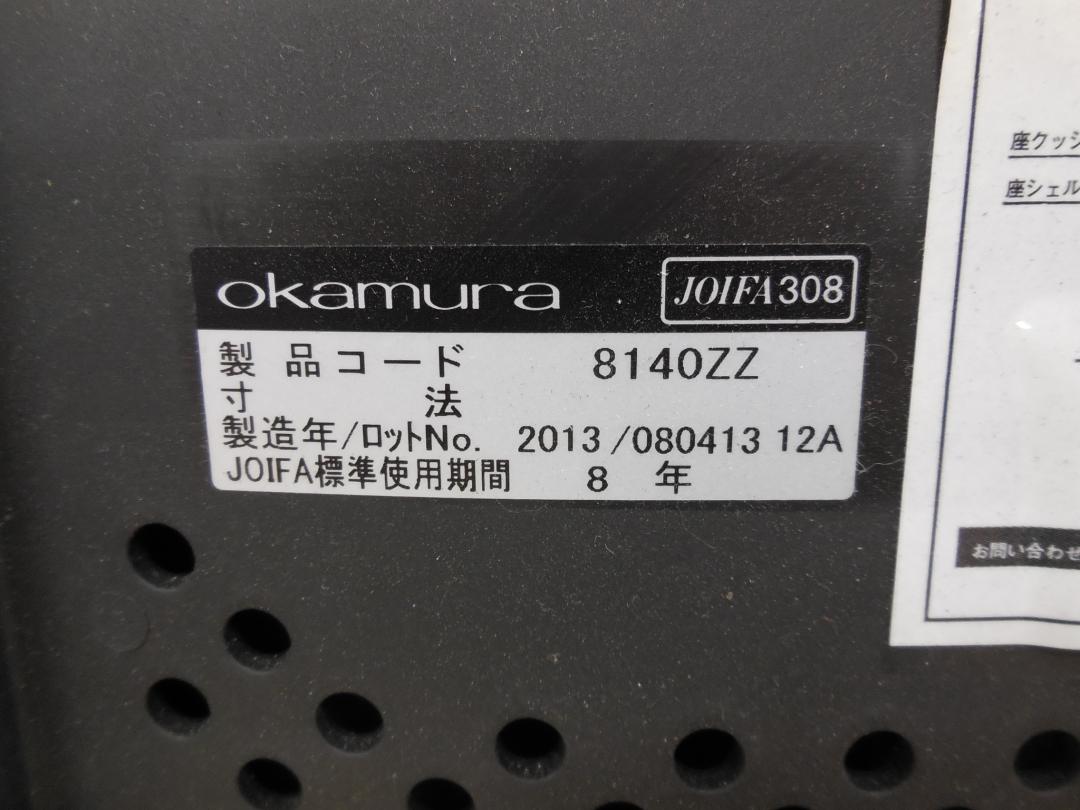 okamura
JOIFA308
製品コード 8140ZZ
寸法
製造年/ロットNo. 2013/080413 12A
JOIFA標準使用期間 8 年
座クッシ
座シェル
お問い合わせ